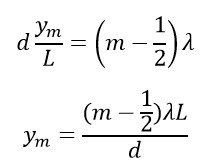 d y_m/L = (m − 1/2) λ
y_m = (m − 1/2)λL / d